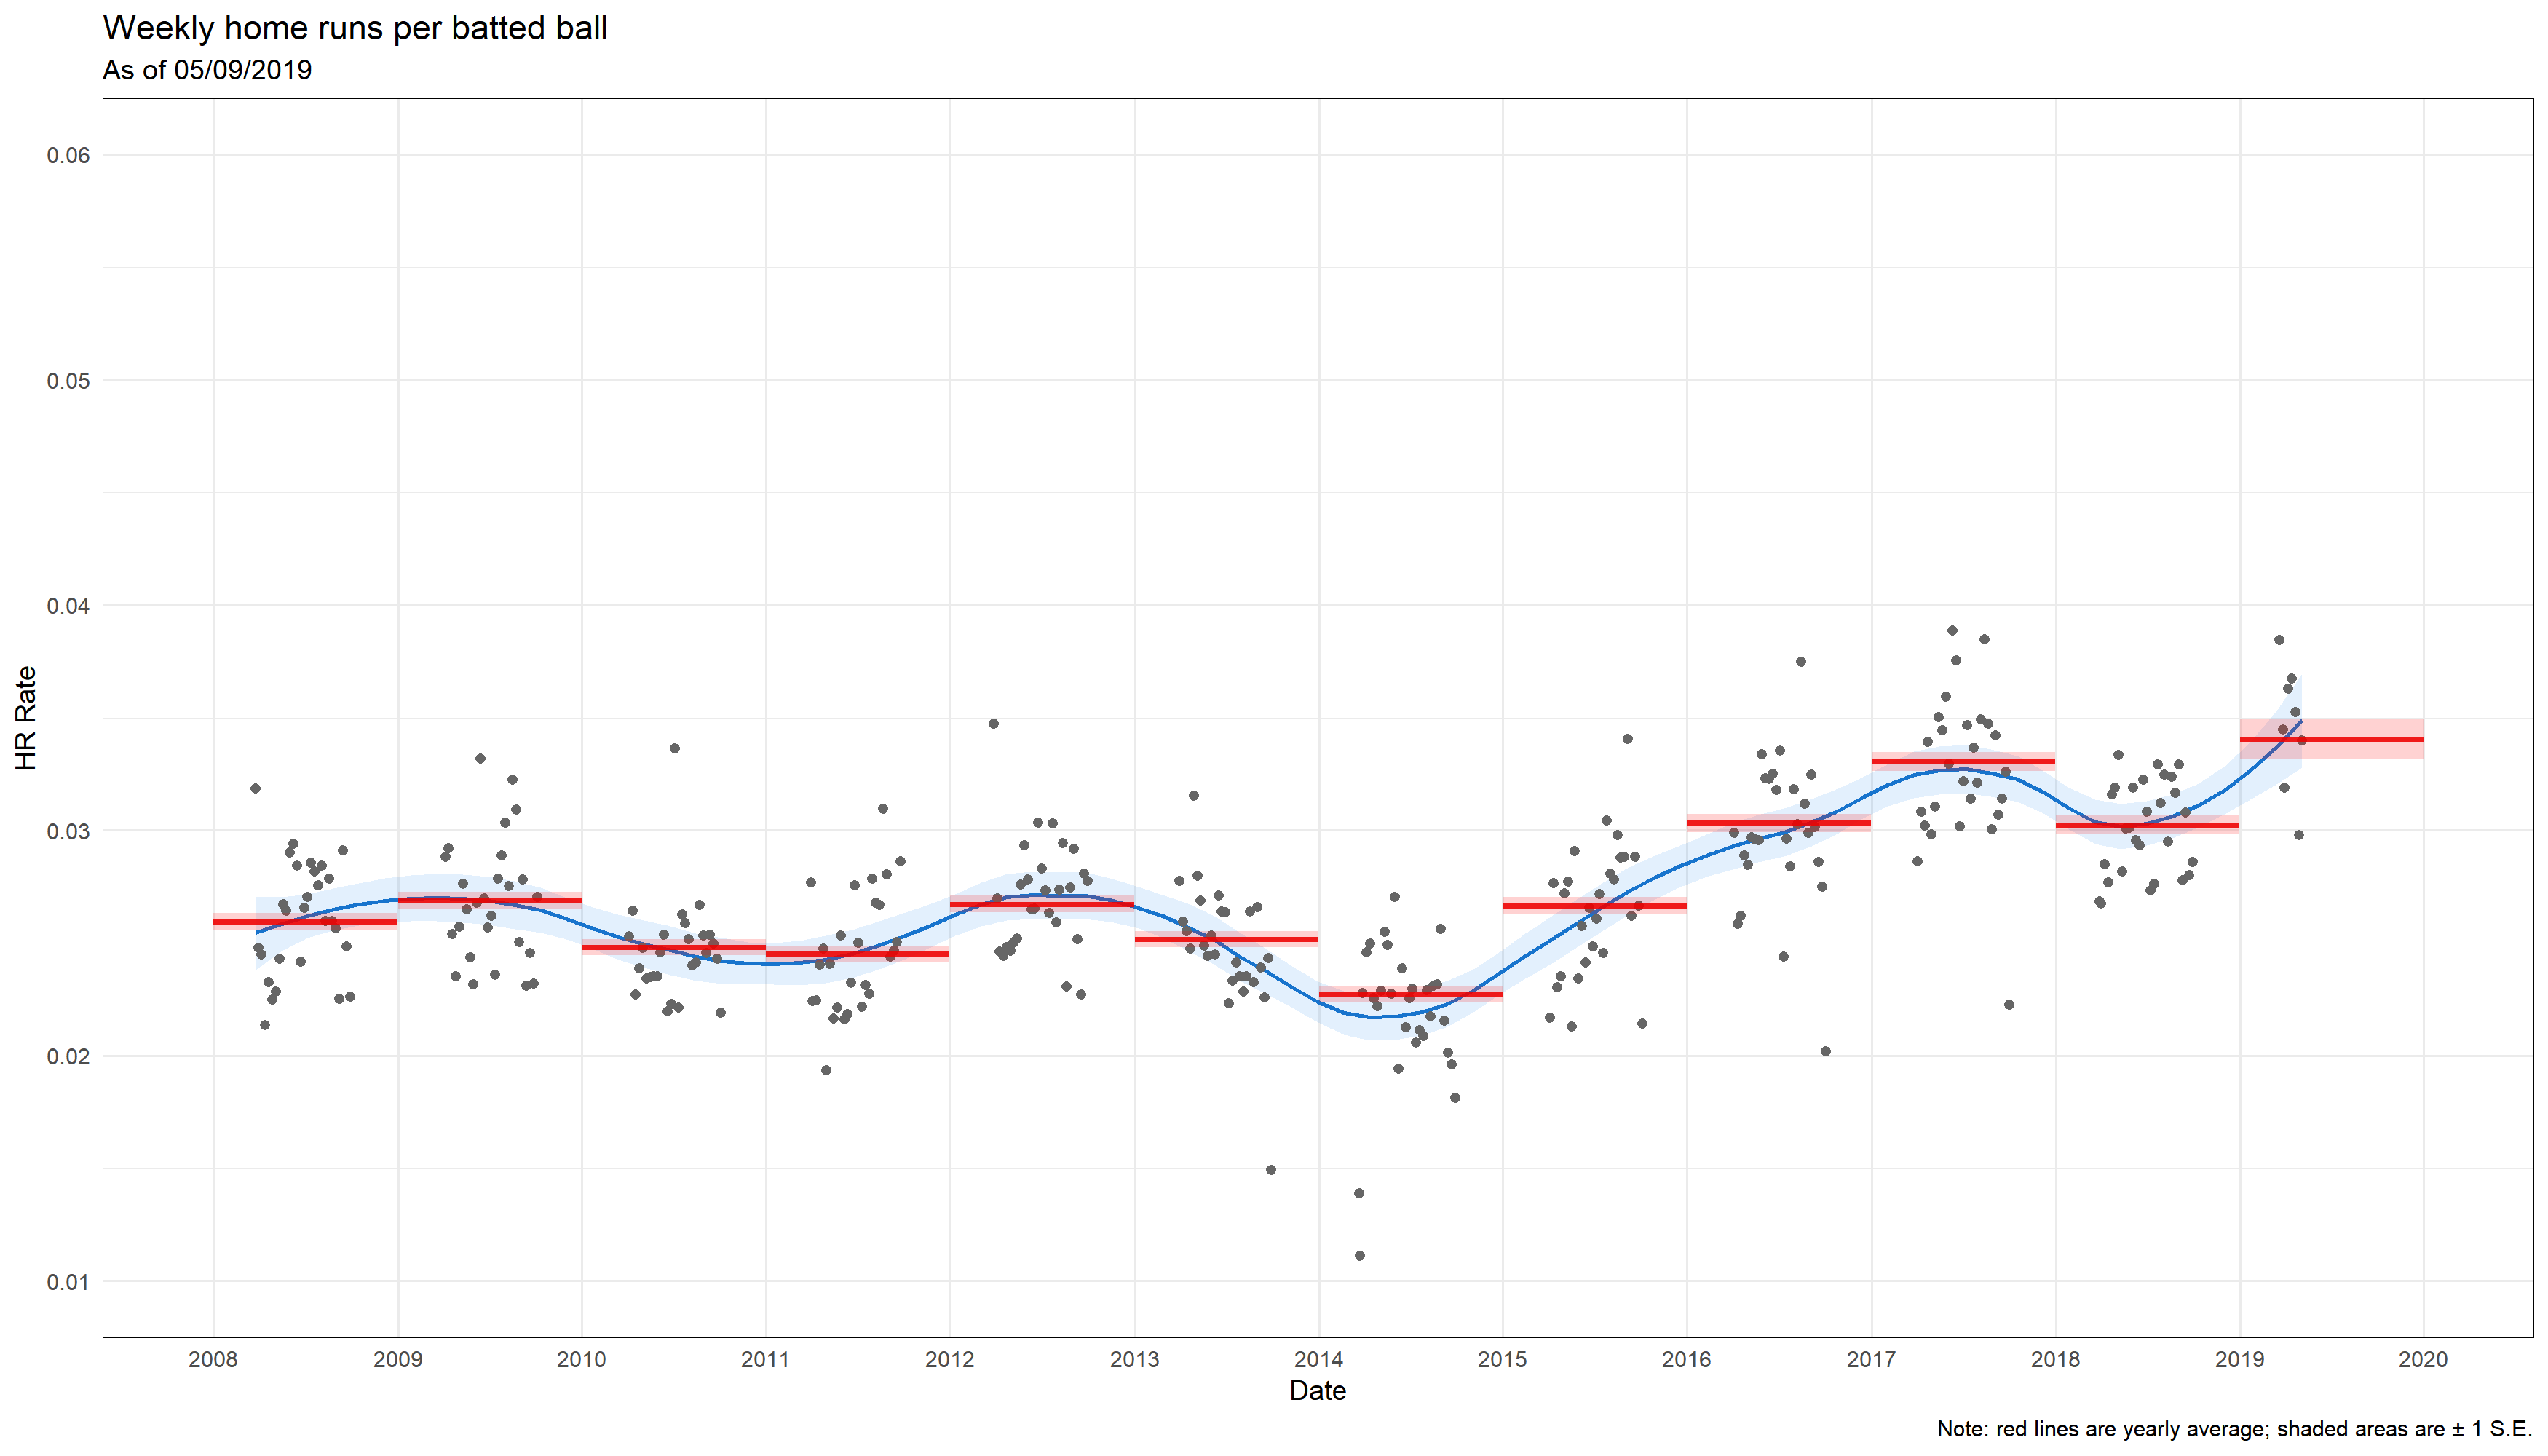 Weekly home runs per batted ball
As of 05/09/2019
0.06
0.05
0.04
0.03
0.02
0.01
HR Rate
2008 2009 2010 2011 2012 2013 2014 2015 2016 2017 2018 2019 2020
Date
Note: red lines are yearly average; shaded areas are ± 1 S.E.